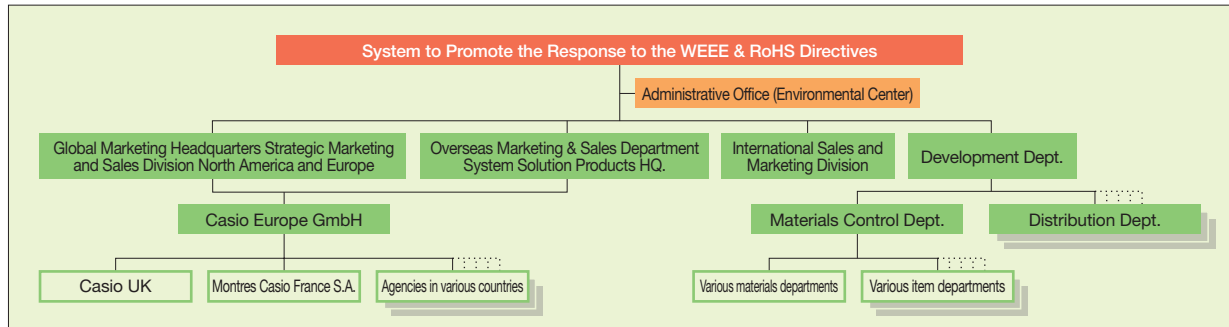 System to Promote the Response to the WEEE & RoHS Directives
Administrative Office (Environmental Center)
Global Marketing Headquarters Strategic Marketing
and Sales Division North America and Europe
Overseas Marketing & Sales Department
System Solution Products HQ.
International Sales and
Marketing Division
Development Dept.
Casio Europe GmbH
Materials Control Dept.
Distribution Dept.
Casio UK
Montres Casio France S.A.
Agencies in various countries
Various materials departments
Various item departments